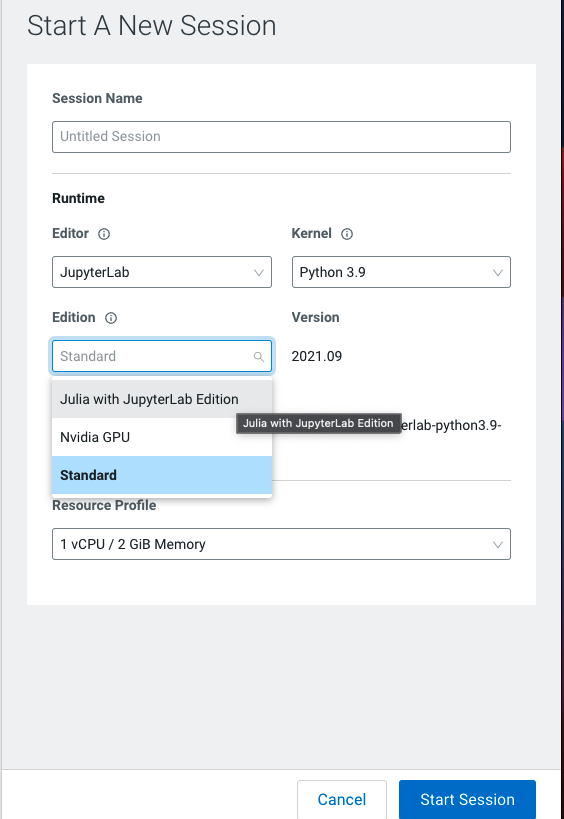 Start A New Session
Session Name
Untitled Session
Runtime
Editor
Kernel
JupyterLab
Python 3.9
Edition
Version
Standard
2021.09
Julia with JupyterLab Edition
Julia with JupyterLab Edition
erlab-python3.9-
Nvidia GPU
Standard
Resource Profile
1 vCPU / 2 GiB Memory
Cancel
Start Session